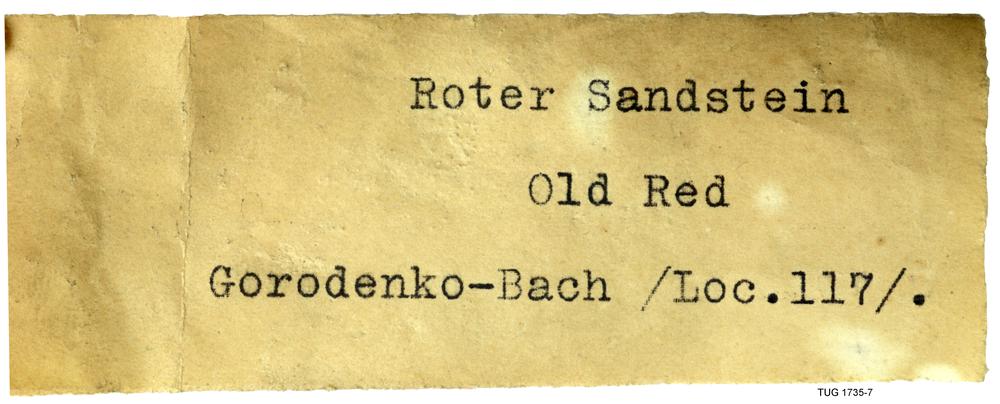 Roter Sandstein
Old Red
Gorodenko-Bach /Loc.117/.
TUG 1735-7